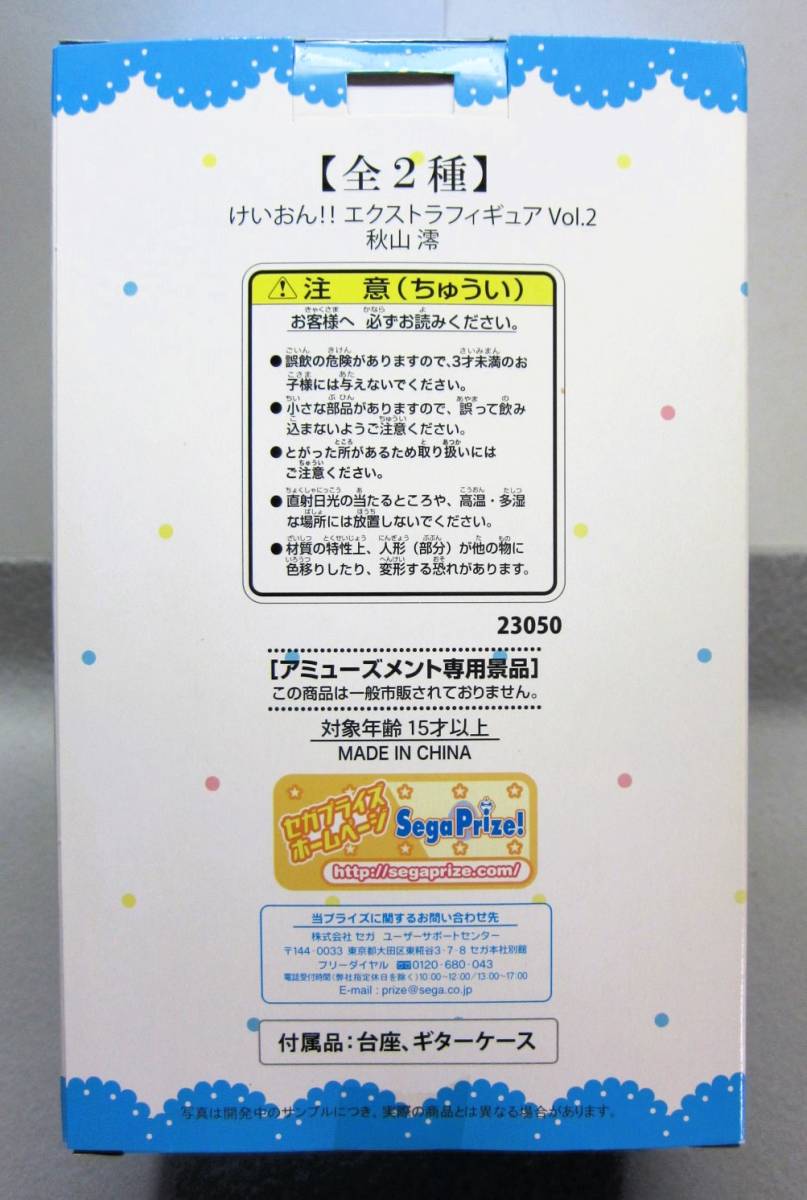 【全2種】
けいおん!! エクストラフィギュア Vol.2
秋山 澪
注 意(ちゅうい)
お客様へ 必ずお読みください。
●誤飲の危険がありますので、3才未満のお
子様には与えないでください。
●小さな部品がありますので、誤って飲み
込まないようご注意ください。
●とがった所があるため取り扱いには
ご注意ください。
●直射日光の当たるところや、高温・多湿
な場所には放置しないでください。
●材質の特性上、人形(部分)が他の物に
色移りしたり、変形する恐れがあります。
23050
[アミューズメント専用景品]
この商品は一般市販されておりません。
対象年齢 15才以上
MADE IN CHINA
セガプライズ
ホームページ
Sega Prize!
http://segaprize.com/
当プライズに関するお問い合わせ先
株式会社 セガ ユーザーサポートセンター
〒144-0033 東京都大田区東糀谷3-7-8 セガ本社別館
フリーダイヤル 0120-680-043
電話受付時間(弊社指定休日を除く)10:00~12:00/13:00~17:00
E-mail : prize@sega.co.jp
付属品:台座、ギターケース
写真は開発中のサンプルにつき、実際の商品とは異なる場合があります。